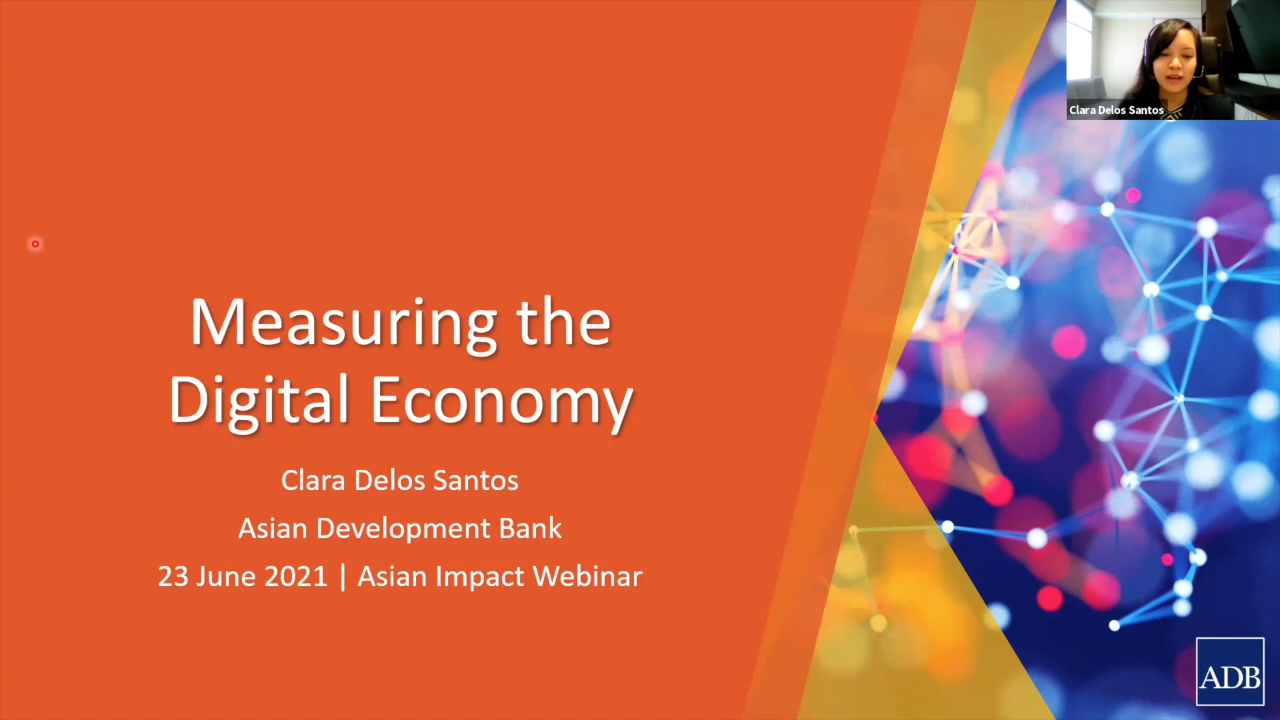 Clara Delos Santos
Measuring the
Digital Economy
Clara Delos Santos
Asian Development Bank
23 June 2021 | Asian Impact Webinar
ADB